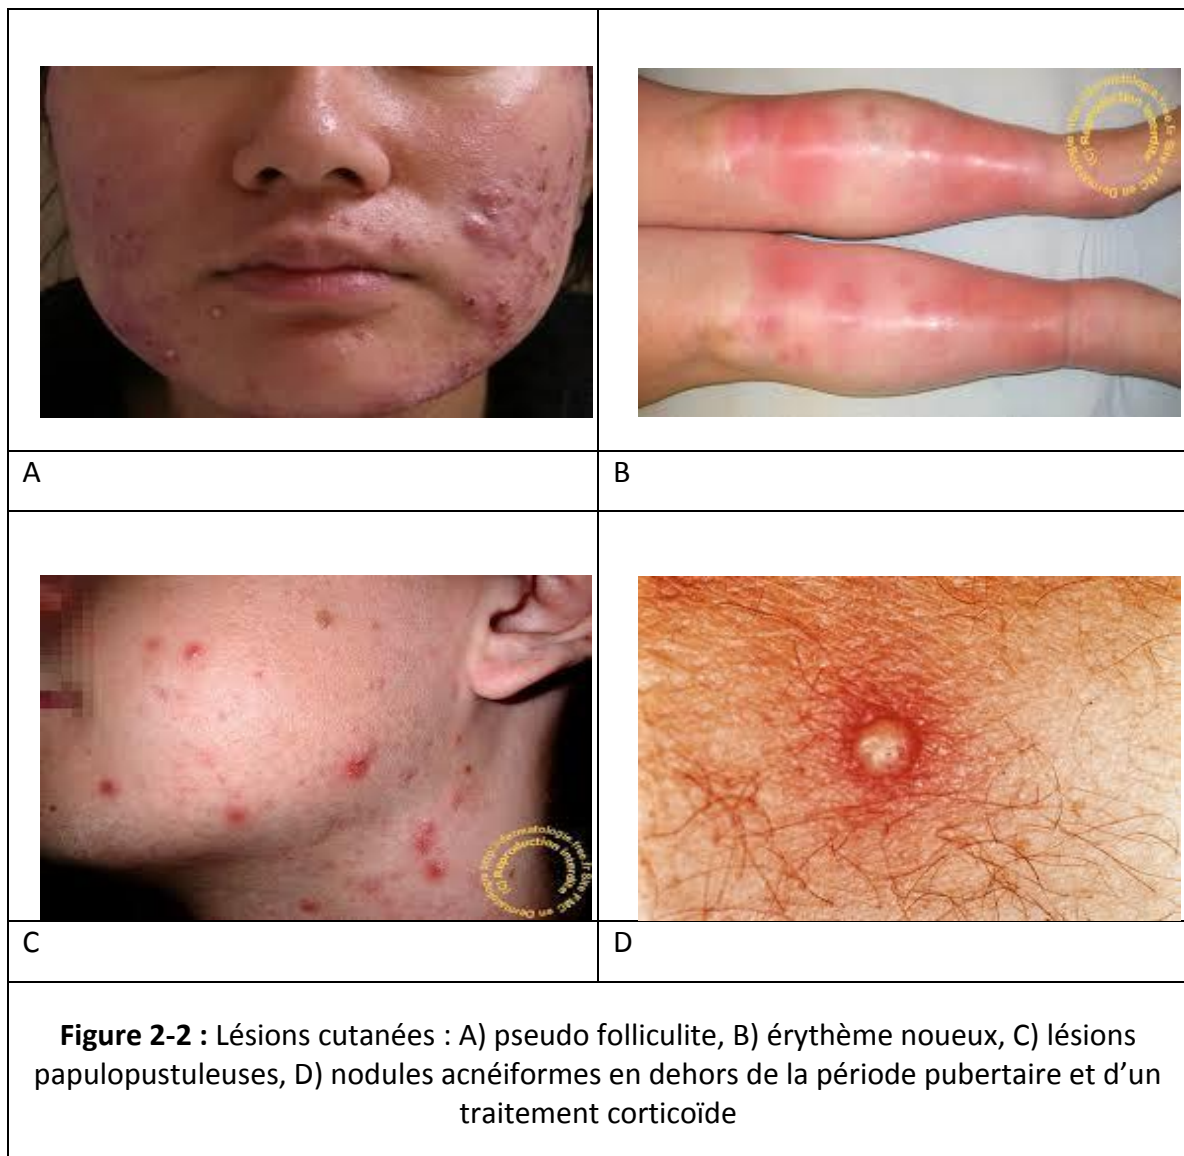 A
B
C
D
Figure 2-2 : Lésions cutanées : A) pseudo folliculite, B) érythème noueux, C) lésions
papulopustuleuses, D) nodules acnéiformes en dehors de la période pubertaire et d’un
traitement corticoïde